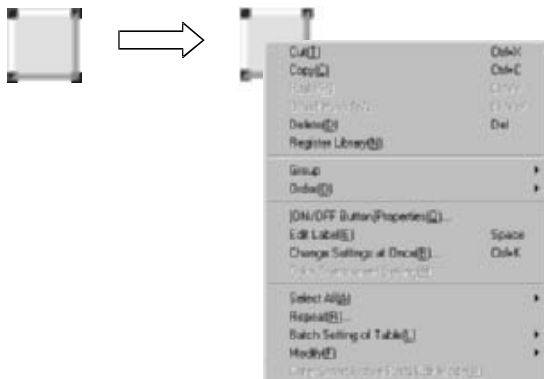 Cut(T) Ctrl+X
Copy(C) Ctrl+C
Delete(D) Del
Register Library(N)
Group
Order(O)
[ON/OFF Button]Properties(Q)...
Edit Label(E) Space
Change Settings at Once(R)... Ctrl+K
Select All(A)
Repeat(R)...
Batch Setting of Table(L)
Modify(F)